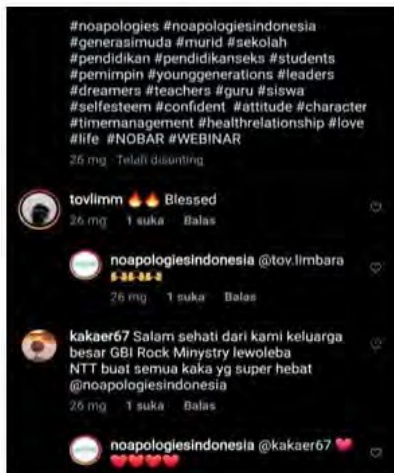 #noapologies #noapologiesindonesia
#generasimuda #murid #sekolah
#pendidikan #pendidikanseks #students
#pemimpin #younggenerations #leaders
#dreamers #teachers #guru #siswa
#selfesteem #confident #attitude #character
#timemanagement #healthrelationship #love
#life #NOBAR #WEBINAR
26 mg · Telah disunting
tovlimm 🔥🔥 Blessed
26 mg 1 suka Balas
noapologiesindonesia @tov.limbara
26 mg 1 suka Balas
kakaer67 Salam sehati dari kami keluarga
besar GBI Rock Minystry lewoleba
NTT buat semua kaka yg super hebat
@noapologiesindonesia
26 mg 1 suka Balas
noapologiesindonesia @kakaer67 ❤️
❤️❤️❤️❤️